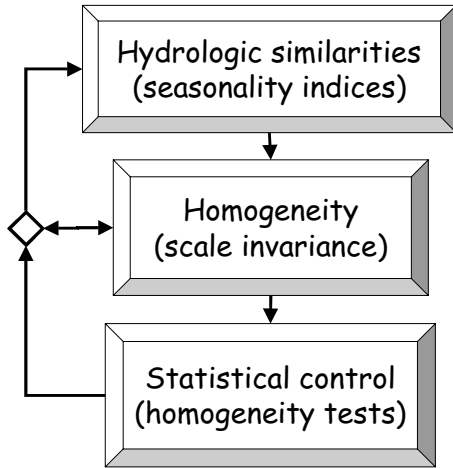 Hydrologic similarities
(seasonality indices)
Homogeneity
(scale invariance)
Statistical control
(homogeneity tests)